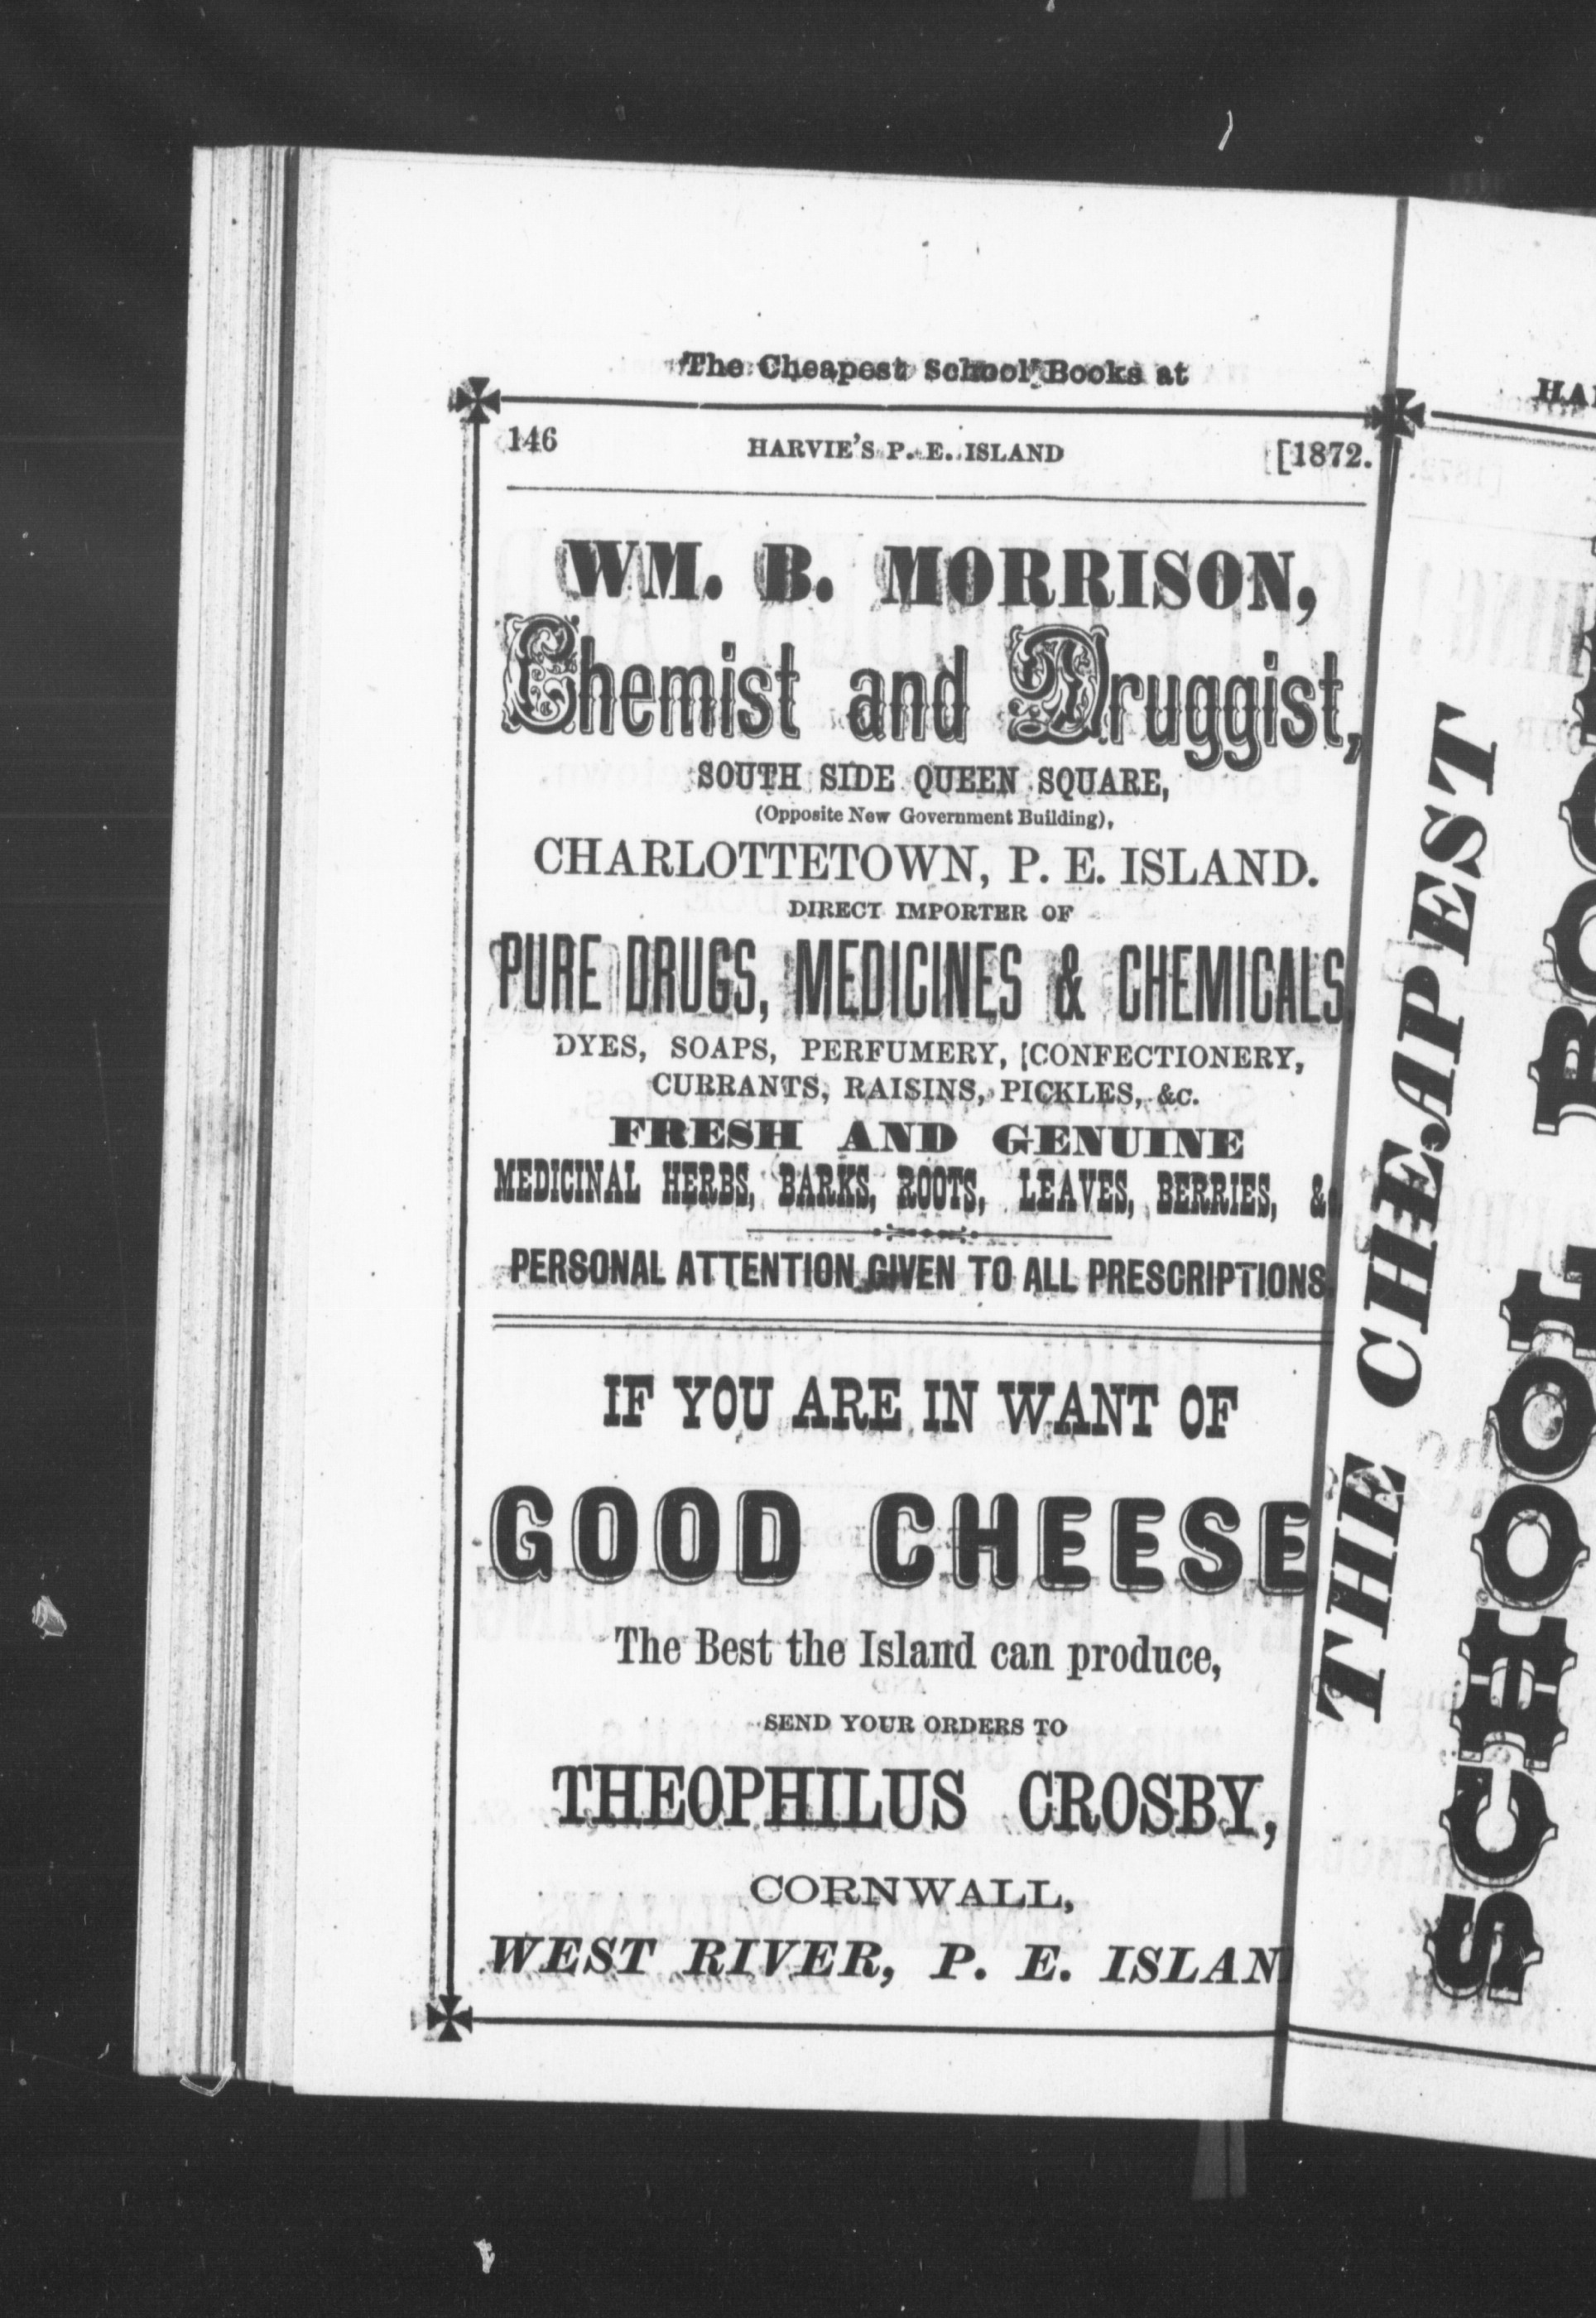 The Cheapest School Books at
146 HARVIE'S P. E. ISLAND [1872.
WM. B. MORRISON,
Chemist and Druggist,
SOUTH SIDE QUEEN SQUARE,
(Opposite New Government Building),
CHARLOTTETOWN, P. E. ISLAND.
DIRECT IMPORTER OF
PURE DRUGS, MEDICINES & CHEMICALS
DYES, SOAPS, PERFUMERY, [CONFECTIONERY,
CURRANTS, RAISINS, PICKLES, &C.
FRESH AND GENUINE
MEDICINAL HERBS, BARKS, ROOTS, LEAVES, BERRIES, &
PERSONAL ATTENTION GIVEN TO ALL PRESCRIPTIONS
IF YOU ARE IN WANT OF
GOOD CHEESE
The Best the Island can produce,
SEND YOUR ORDERS TO
THEOPHILUS CROSBY,
CORNWALL,
WEST RIVER, P. E. ISLAN
HA
THE CHEAPEST
SCHOOL